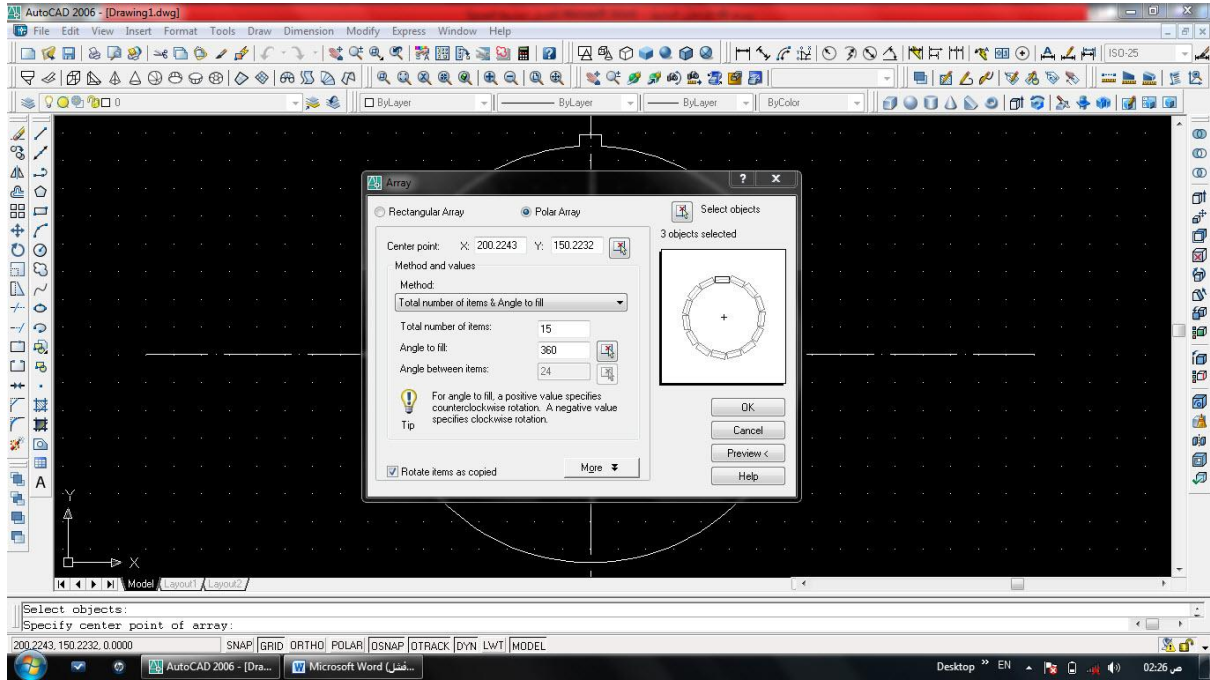 AutoCAD 2006 - [Drawing1.dwg]
File Edit View Insert Format Tools Draw Dimension Modify Express Window Help
ISO-25
0 ByLayer ByLayer ByLayer ByColor
Array
Rectangular Array Polar Array Select objects
3 objects selected
Center point: X: 200.2243 Y: 150.2232
Method and values
Method:
Total number of items & Angle to fill
Total number of items: 15
Angle to fill: 360
Angle between items: 24
Tip
For angle to fill, a positive value specifies
counterclockwise rotation. A negative value
specifies clockwise rotation.
OK
Cancel
Preview <
Rotate items as copied More
Help
Y
X
Model Layout1 Layout2
Select objects:
Specify center point of array:
200.2243, 150.2232, 0.0000 SNAP GRID ORTHO POLAR OSNAP OTRACK DYN LWT MODEL
AutoCAD 2006 - [Dra... Microsoft Word Desktop » EN 02:26 ص